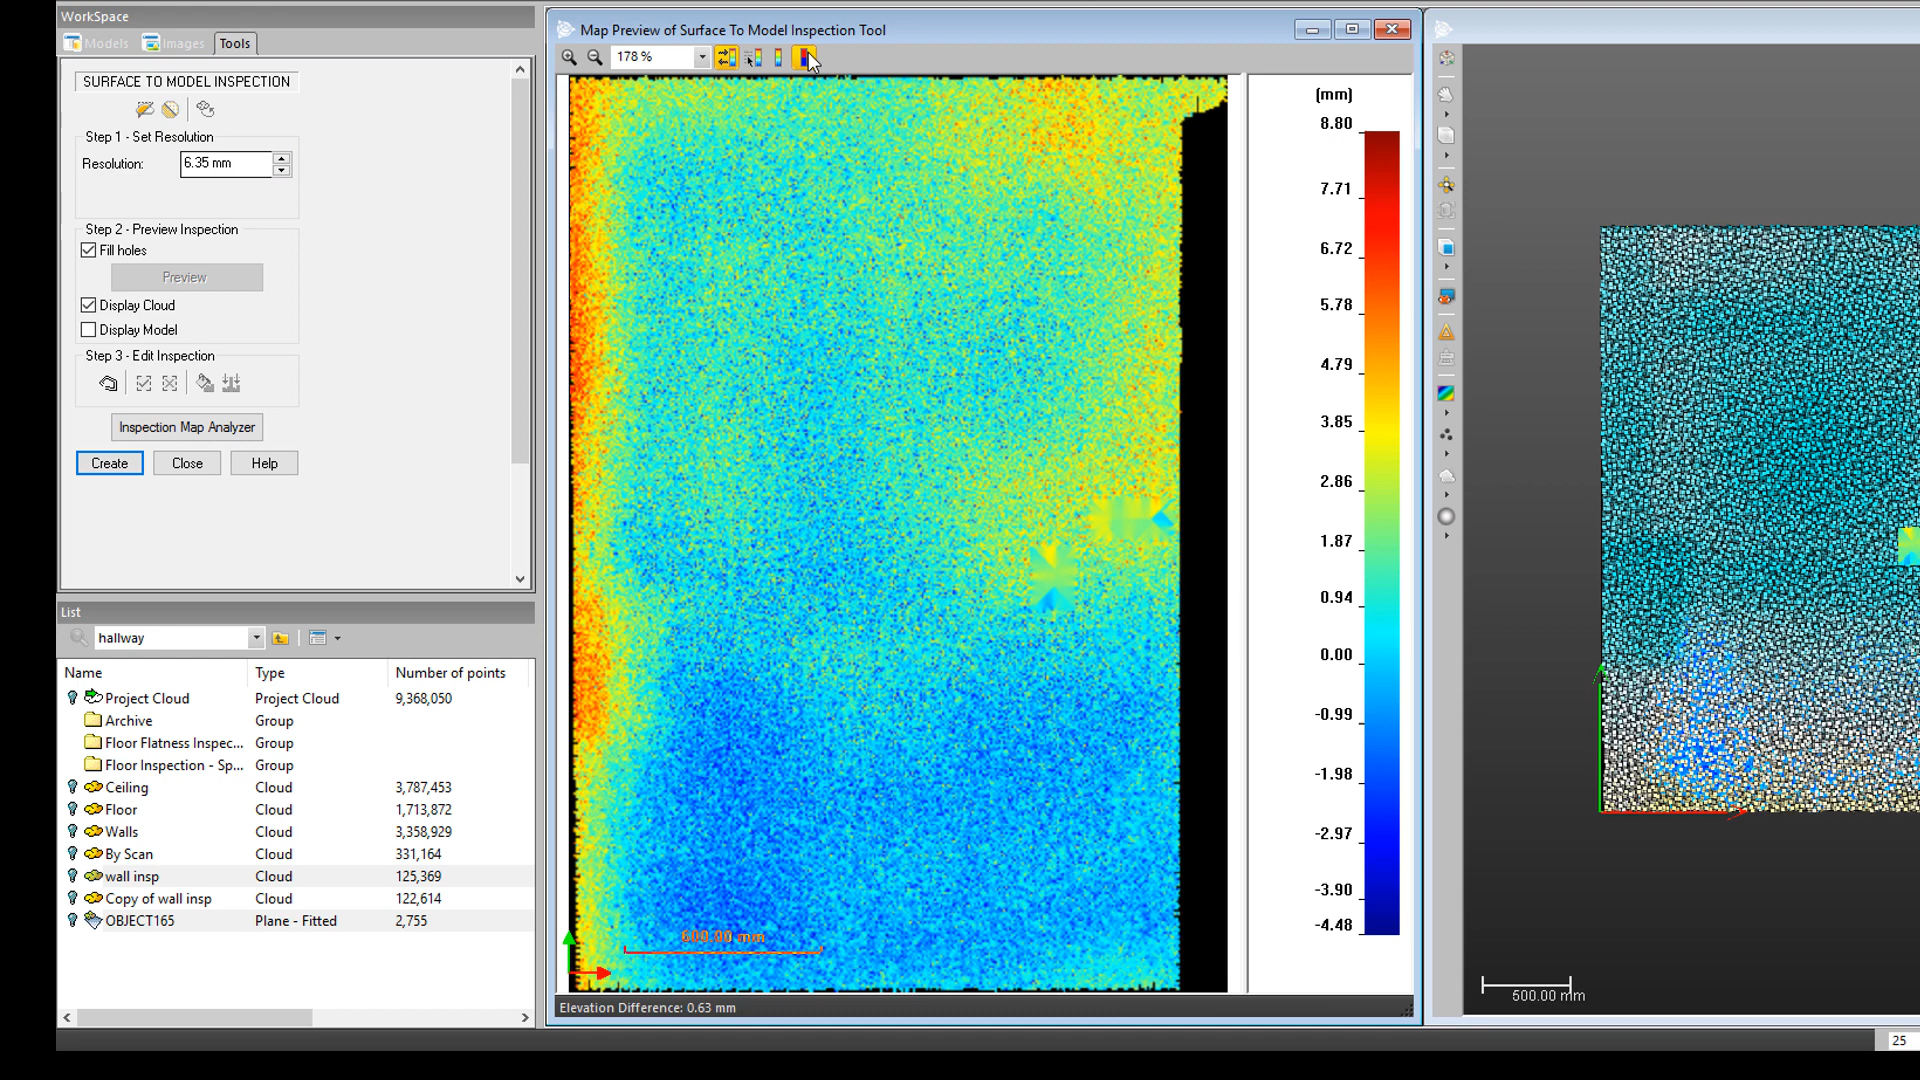 WorkSpace
Models Images Tools
SURFACE TO MODEL INSPECTION
Step 1 - Set Resolution
Resolution: 6.35 mm
Step 2 - Preview Inspection
Fill holes
Preview
Display Cloud
Display Model
Step 3 - Edit Inspection
Inspection Map Analyzer
Create Close Help
List
hallway
Name Type Number of points
Project Cloud Project Cloud 9,368,050
Archive Group
Floor Flatness Inspec... Group
Floor Inspection - Sp... Group
Ceiling Cloud 3,787,453
Floor Cloud 1,713,872
Walls Cloud 3,358,929
By Scan Cloud 331,164
wall insp Cloud 125,369
Copy of wall insp Cloud 122,614
OBJECT165 Plane - Fitted 2,755
Map Preview of Surface To Model Inspection Tool
178 %
(mm)
8.80
7.71
6.72
5.78
4.79
3.85
2.86
1.87
0.94
0.00
-0.99
-1.98
-2.97
-3.90
-4.48
600.00 mm
Elevation Difference: 0.63 mm
500.00 mm
25